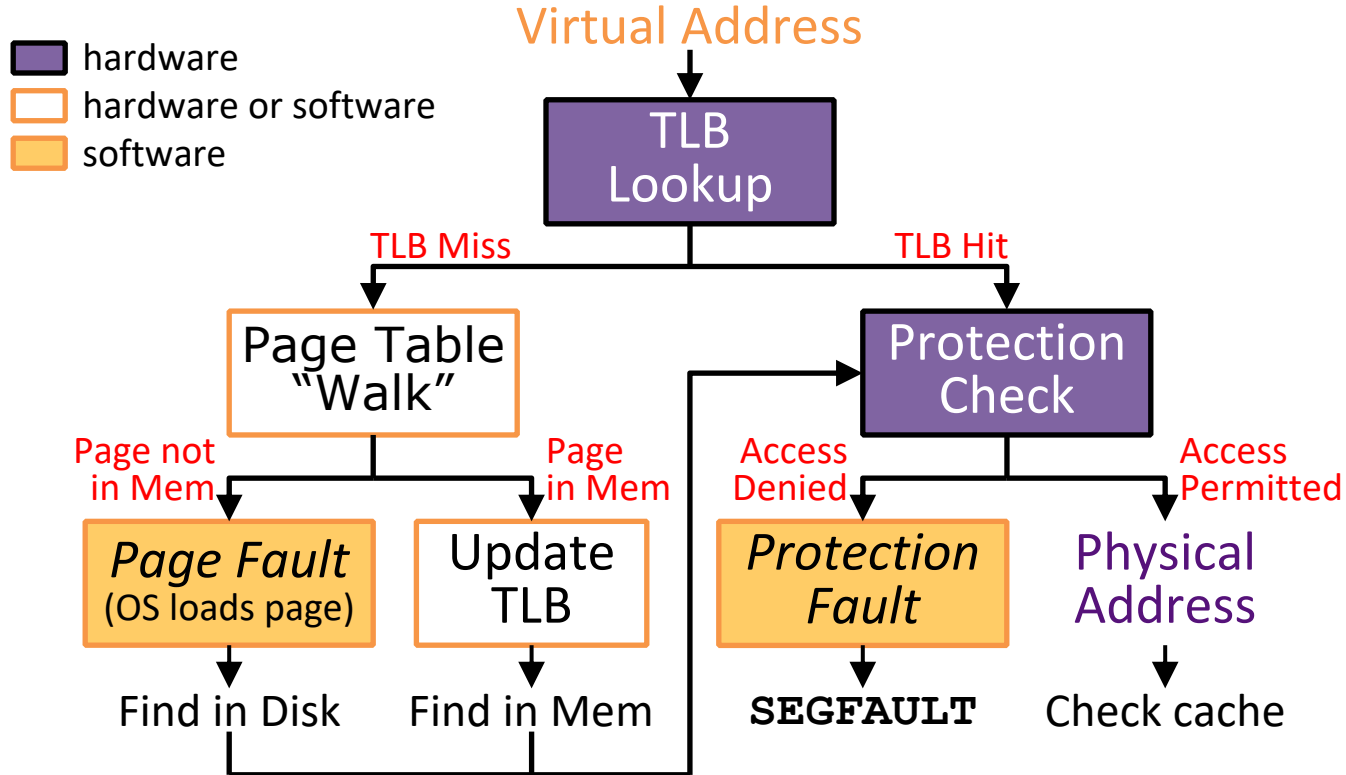 Virtual Address
hardware
hardware or software
software
TLB
Lookup
TLB Miss
TLB Hit
Page Table
“Walk”
Protection
Check
Page not
in Mem
Page
in Mem
Access
Denied
Access
Permitted
Page Fault
(OS loads page)
Update
TLB
Protection
Fault
Physical
Address
Find in Disk
Find in Mem
SEGFAULT
Check cache